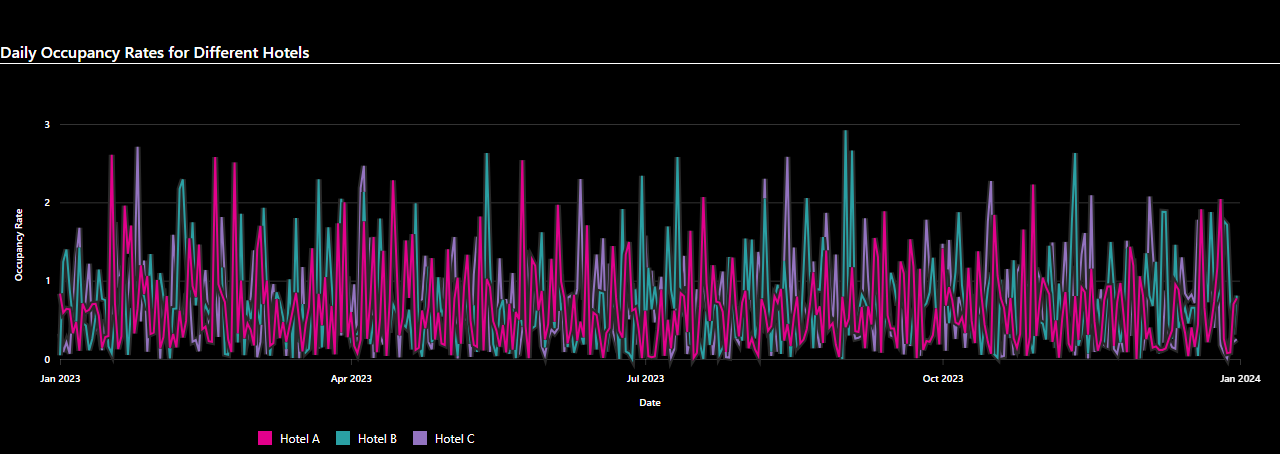 Daily Occupancy Rates for Different Hotels
3
2
1
0
Occupancy Rate
Jan 2023 Apr 2023 Jul 2023 Oct 2023 Jan 2024
Date
Hotel A Hotel B Hotel C